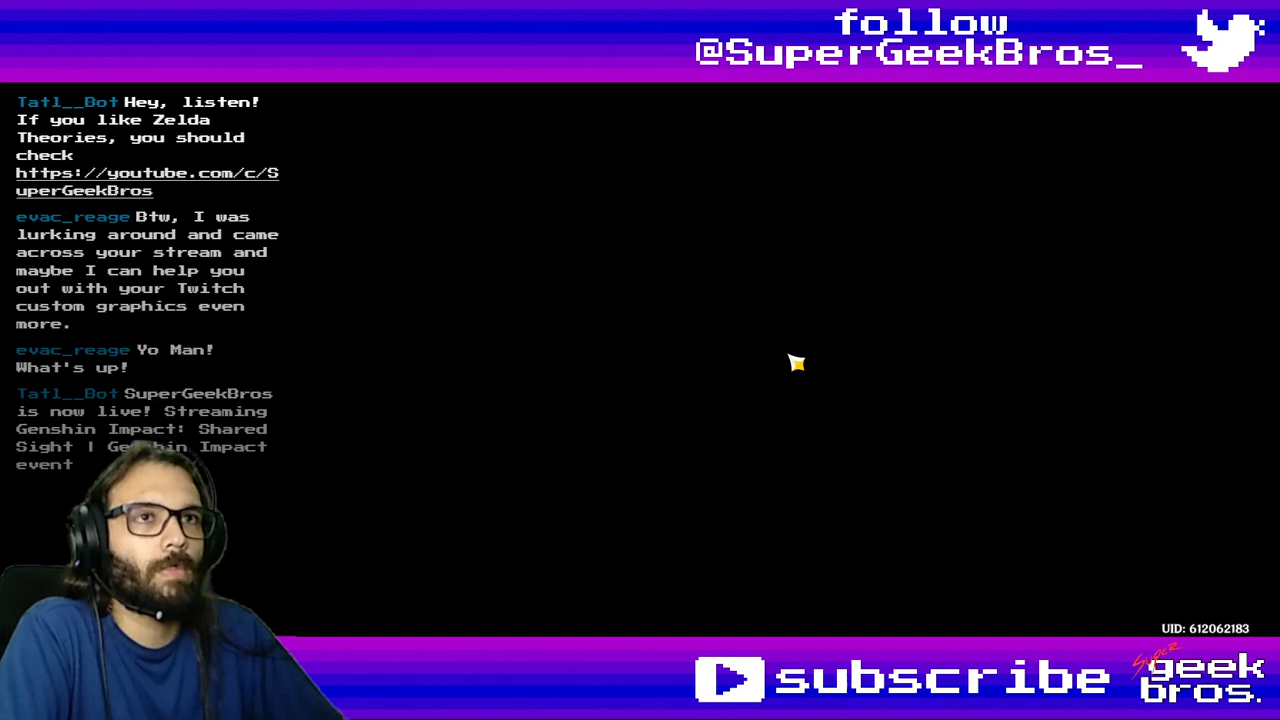 follow
@SuperGeekBros_
Tatl__Bot Hey, listen!
If you like Zelda
Theories, you should
check
https://youtube.com/c/S
uperGeekBros
evac_reage Btw, I was
lurking around and came
across your stream and
maybe I can help you
out with your Twitch
custom graphics even
more.
evac_reage Yo Man!
What's up!
Tatl__Bot SuperGeekBros
is now live! Streaming
Genshin Impact: Shared
Sight | Genshin Impact
event
UID: 612062183
subscribe
SUPER
geek
bros.